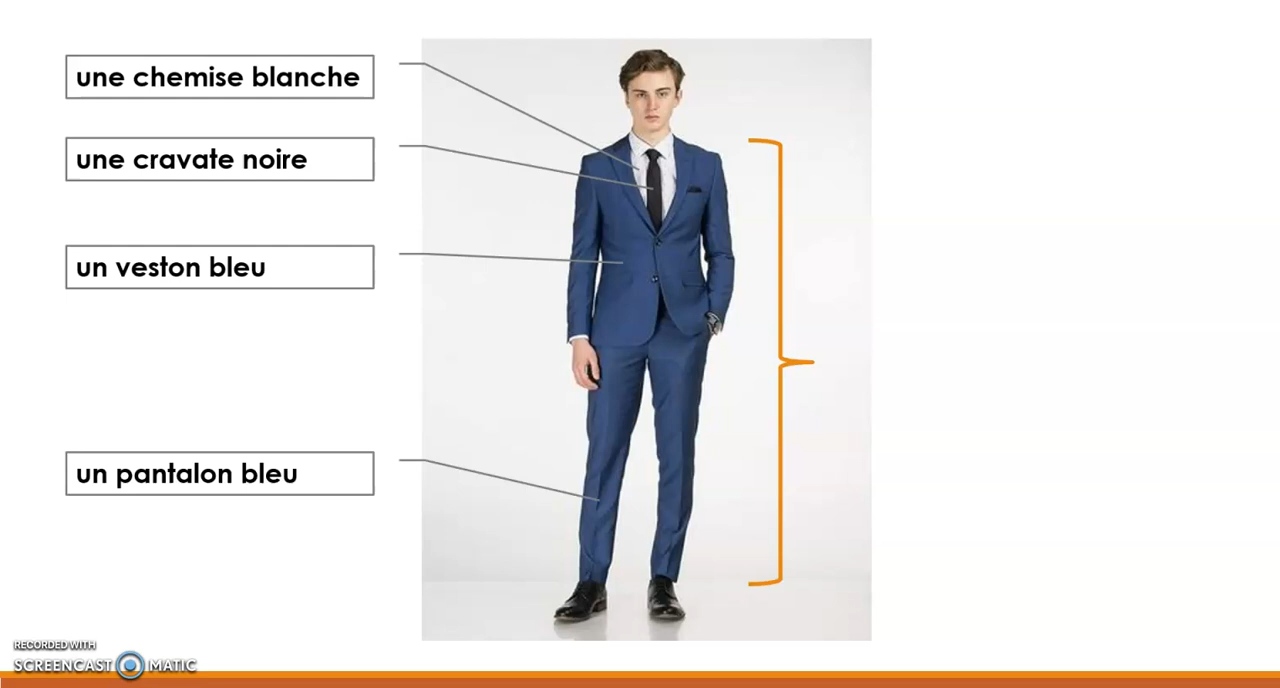 une chemise blanche
une cravate noire
un veston bleu
un pantalon bleu
RECORDED WITH
SCREENCAST MATIC